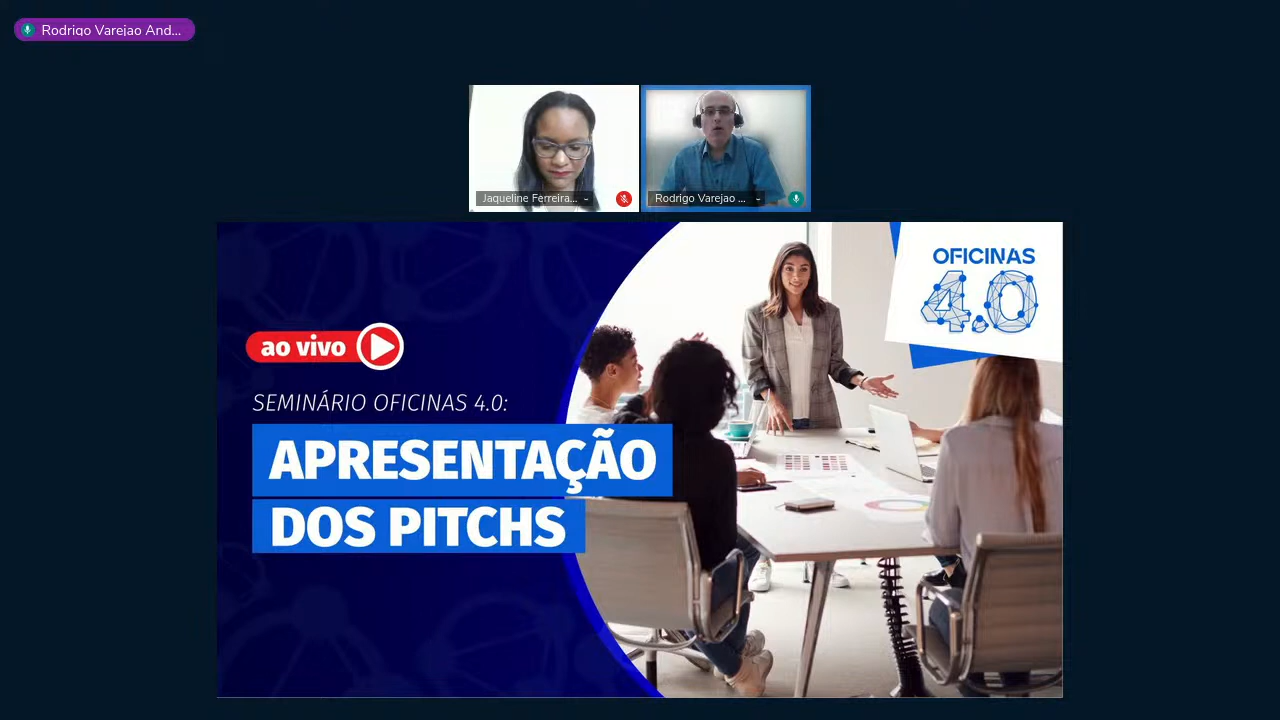 Rodrigo Varejao And...
Jaqueline Ferreira...
Rodrigo Varejao ...
OFICINAS
4.0
ao vivo
SEMINÁRIO OFICINAS 4.0:
APRESENTAÇÃO
DOS PITCHS